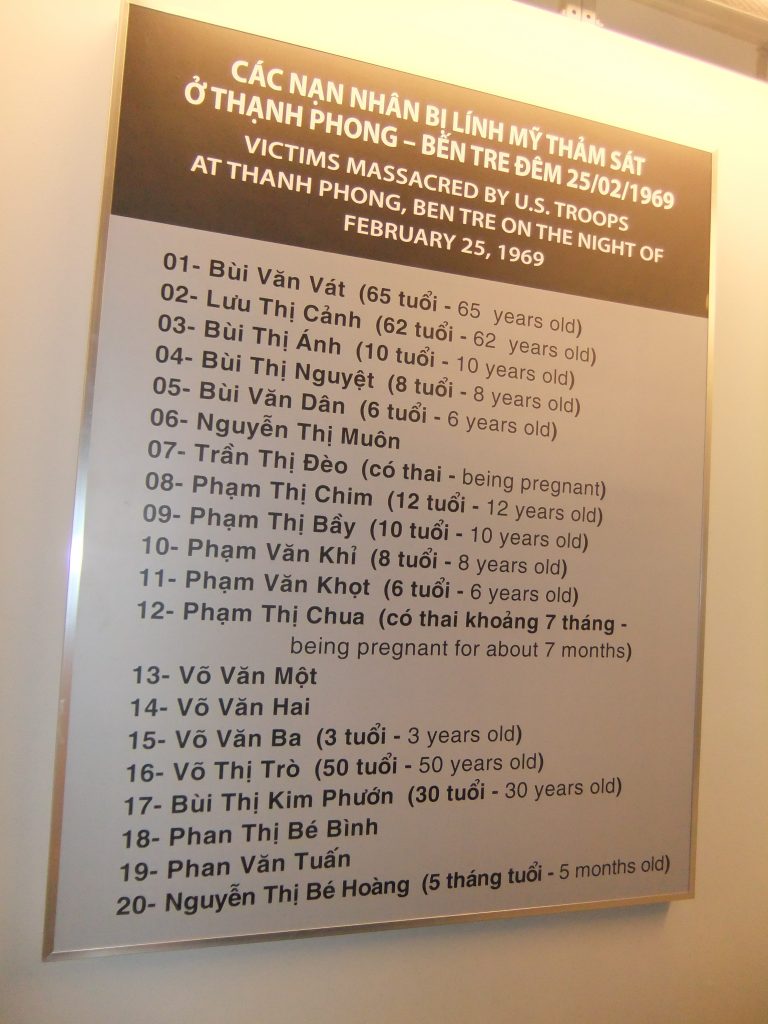 CÁC NẠN NHÂN BỊ LÍNH MỸ THẢM SÁT
Ở THẠNH PHONG – BẾN TRE ĐÊM 25/02/1969
VICTIMS MASSACRED BY U.S. TROOPS
AT THANH PHONG, BEN TRE ON THE NIGHT OF
FEBRUARY 25, 1969
01- Bùi Văn Vát (65 tuổi - 65 years old)
02- Lưu Thị Cảnh (62 tuổi - 62 years old)
03- Bùi Thị Ánh (10 tuổi - 10 years old)
04- Bùi Thị Nguyệt (8 tuổi - 8 years old)
05- Bùi Văn Dân (6 tuổi - 6 years old)
06- Nguyễn Thị Muôn
07- Trần Thị Đèo (có thai - being pregnant)
08- Phạm Thị Chim (12 tuổi - 12 years old)
09- Phạm Thị Bầy (10 tuổi - 10 years old)
10- Phạm Văn Khỉ (8 tuổi - 8 years old)
11- Phạm Văn Khọt (6 tuổi - 6 years old)
12- Phạm Thị Chua (có thai khoảng 7 tháng -
being pregnant for about 7 months)
13- Võ Văn Một
14- Võ Văn Hai
15- Võ Văn Ba (3 tuổi - 3 years old)
16- Võ Thị Trò (50 tuổi - 50 years old)
17- Bùi Thị Kim Phướn (30 tuổi - 30 years old)
18- Phan Thị Bé Bình
19- Phan Văn Tuấn
20- Nguyễn Thị Bé Hoàng (5 tháng tuổi - 5 months old)